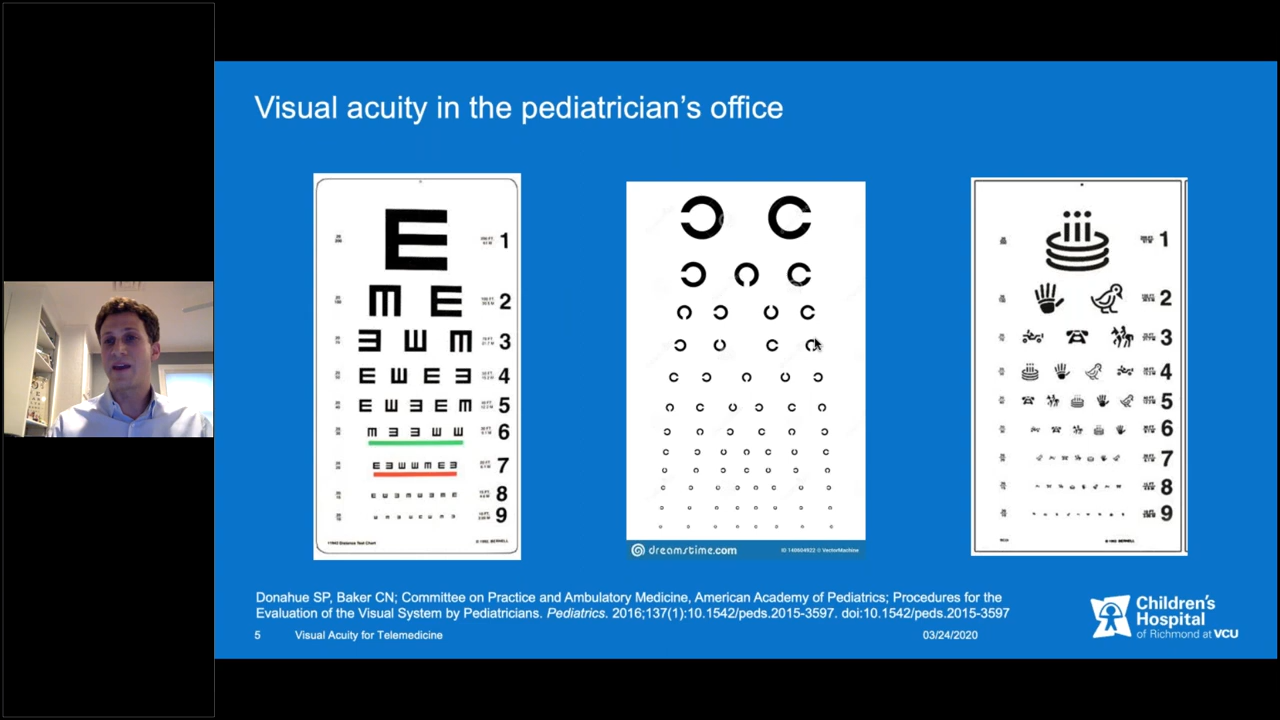 Visual acuity in the pediatrician's office
E
1
M E
2
Ǝ W M
3
E W E Ǝ
4
E W Ǝ E M
5
M Ǝ Ǝ W W
6
E Ǝ W W M E Ǝ
7
8
9
1
2
3
4
5
6
7
8
9
dreamstime.com
ID 149604922 © VectorMachine
Donahue SP, Baker CN; Committee on Practice and Ambulatory Medicine, American Academy of Pediatrics; Procedures for the
Evaluation of the Visual System by Pediatricians. Pediatrics. 2016;137(1):10.1542/peds.2015-3597. doi:10.1542/peds.2015-3597
5 Visual Acuity for Telemedicine 03/24/2020
Children's
Hospital
of Richmond at VCU